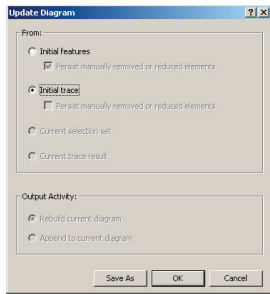 Update Diagram
From:
Initial features
Persist manually removed or reduced elements
Initial trace
Persist manually removed or reduced elements
Current selection set
Current trace result
Output Activity:
Rebuild current diagram
Append to current diagram
Save As OK Cancel